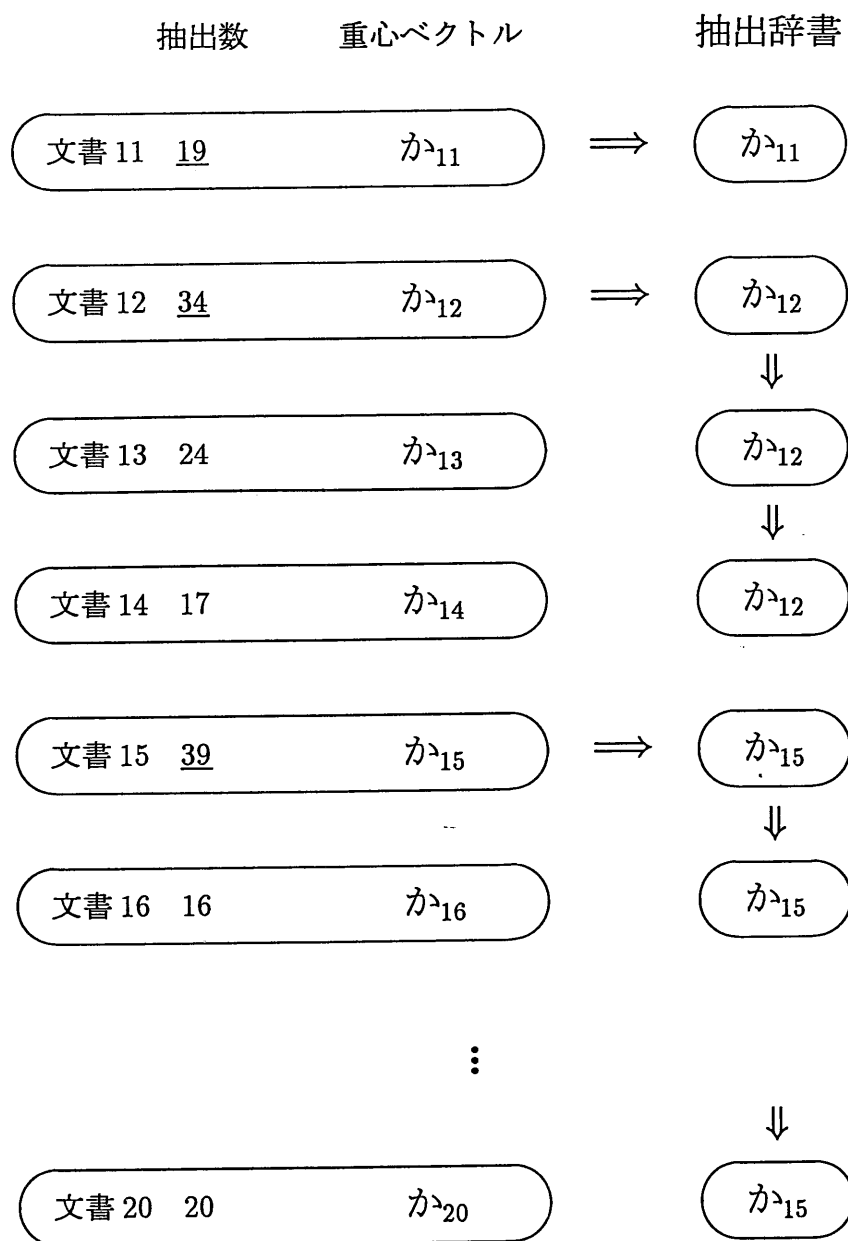 抽出数 重心ベクトル 抽出辞書
文書 11 19 か11 ⟹ か11
文書 12 34 か12 ⟹ か12
⇓
文書 13 24 か13 か12
⇓
文書 14 17 か14 か12
文書 15 39 か15 ⟹ か15
⇓
文書 16 16 か16 か15
⋮
⇓
文書 20 20 か20 か15